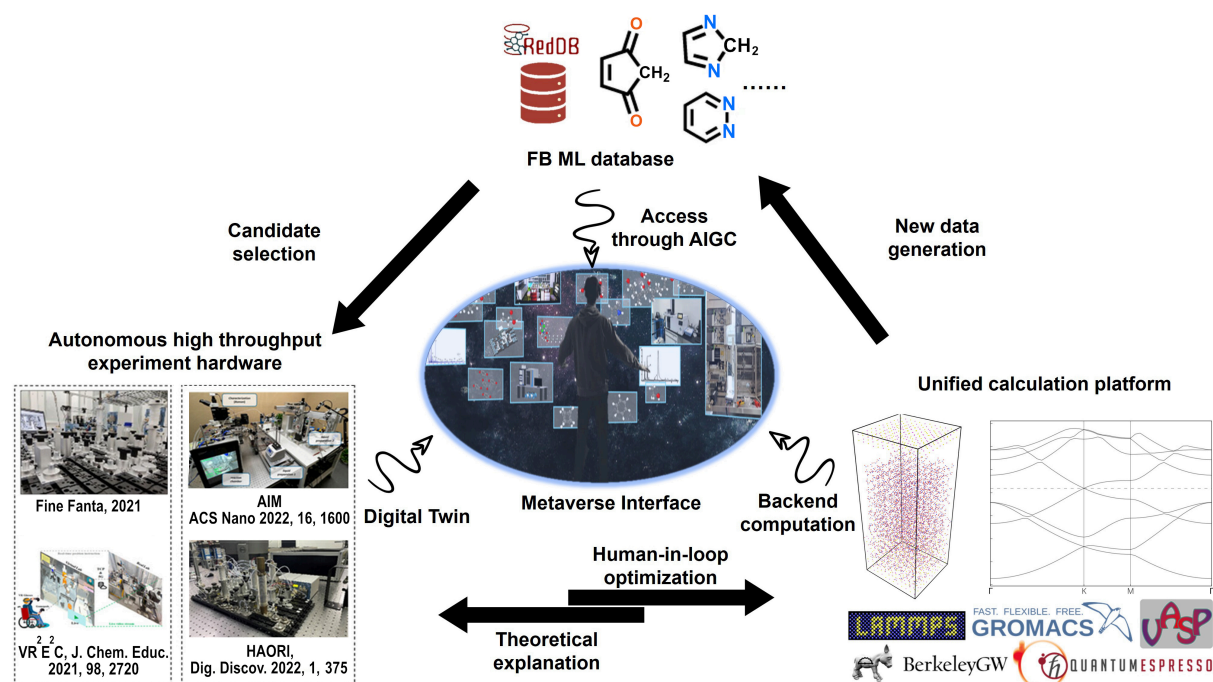 RedDB
O
CH₂
O
N
CH₂
N
N
N
......
FB ML database
Candidate
selection
Access
through AIGC
New data
generation
Autonomous high throughput
experiment hardware
Unified calculation platform
Fine Fanta, 2021
AIM
ACS Nano 2022, 16, 1600
VR²E²C, J. Chem. Educ.
2021, 98, 2720
HAORI,
Dig. Discov. 2022, 1, 375
Digital Twin
Metaverse Interface
Backend
computation
Human-in-loop
optimization
Theoretical
explanation
Γ
K
M
Γ
LAMMPS
FAST. FLEXIBLE. FREE.
GROMACS
VASP
BerkeleyGW
QUANTUMESPRESSO